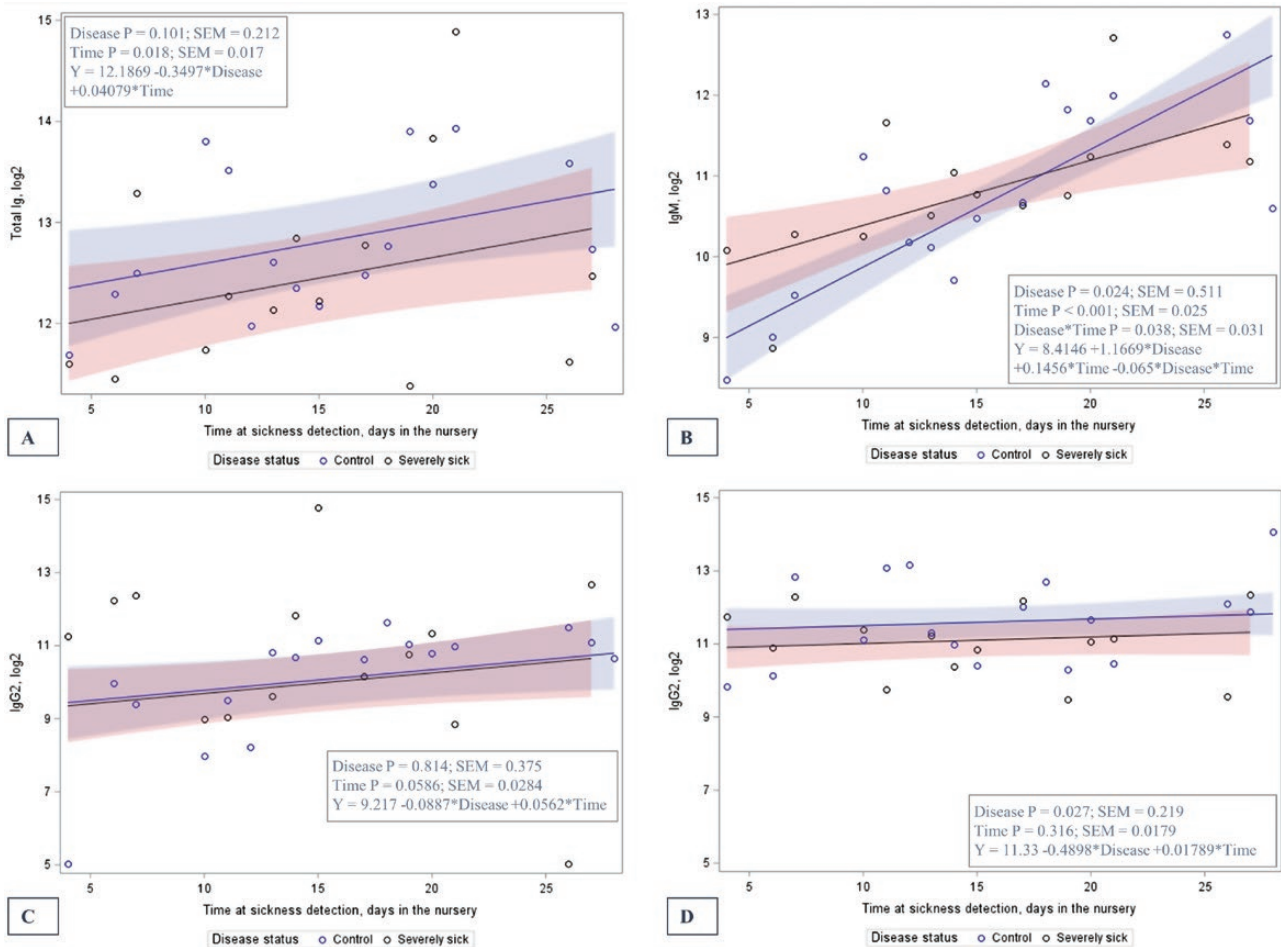 15
14
13
12
Total Ig, log2
Disease P = 0.101; SEM = 0.212
Time P = 0.018; SEM = 0.017
Y = 12.1869 -0.3497*Disease
+0.04079*Time
5 10 15 20 25
Time at sickness detection, days in the nursery
Disease status Control Severely sick
A
13
12
11
10
9
IgM, log2
Disease P = 0.024; SEM = 0.511
Time P < 0.001; SEM = 0.025
Disease*Time P = 0.038; SEM = 0.031
Y = 8.4146 +1.1669*Disease
+0.1456*Time -0.065*Disease*Time
5 10 15 20 25
Time at sickness detection, days in the nursery
Disease status Control Severely sick
B
15
13
11
9
7
5
IgG2, log2
Disease P = 0.814; SEM = 0.375
Time P = 0.0586; SEM = 0.0284
Y = 9.217 -0.0887*Disease +0.0562*Time
5 10 15 20 25
Time at sickness detection, days in the nursery
Disease status Control Severely sick
C
15
13
11
9
7
5
IgG2, log2
Disease P = 0.027; SEM = 0.219
Time P = 0.316; SEM = 0.0179
Y = 11.33 -0.4898*Disease +0.01789*Time
5 10 15 20 25
Time at sickness detection, days in the nursery
Disease status Control Severely sick
D